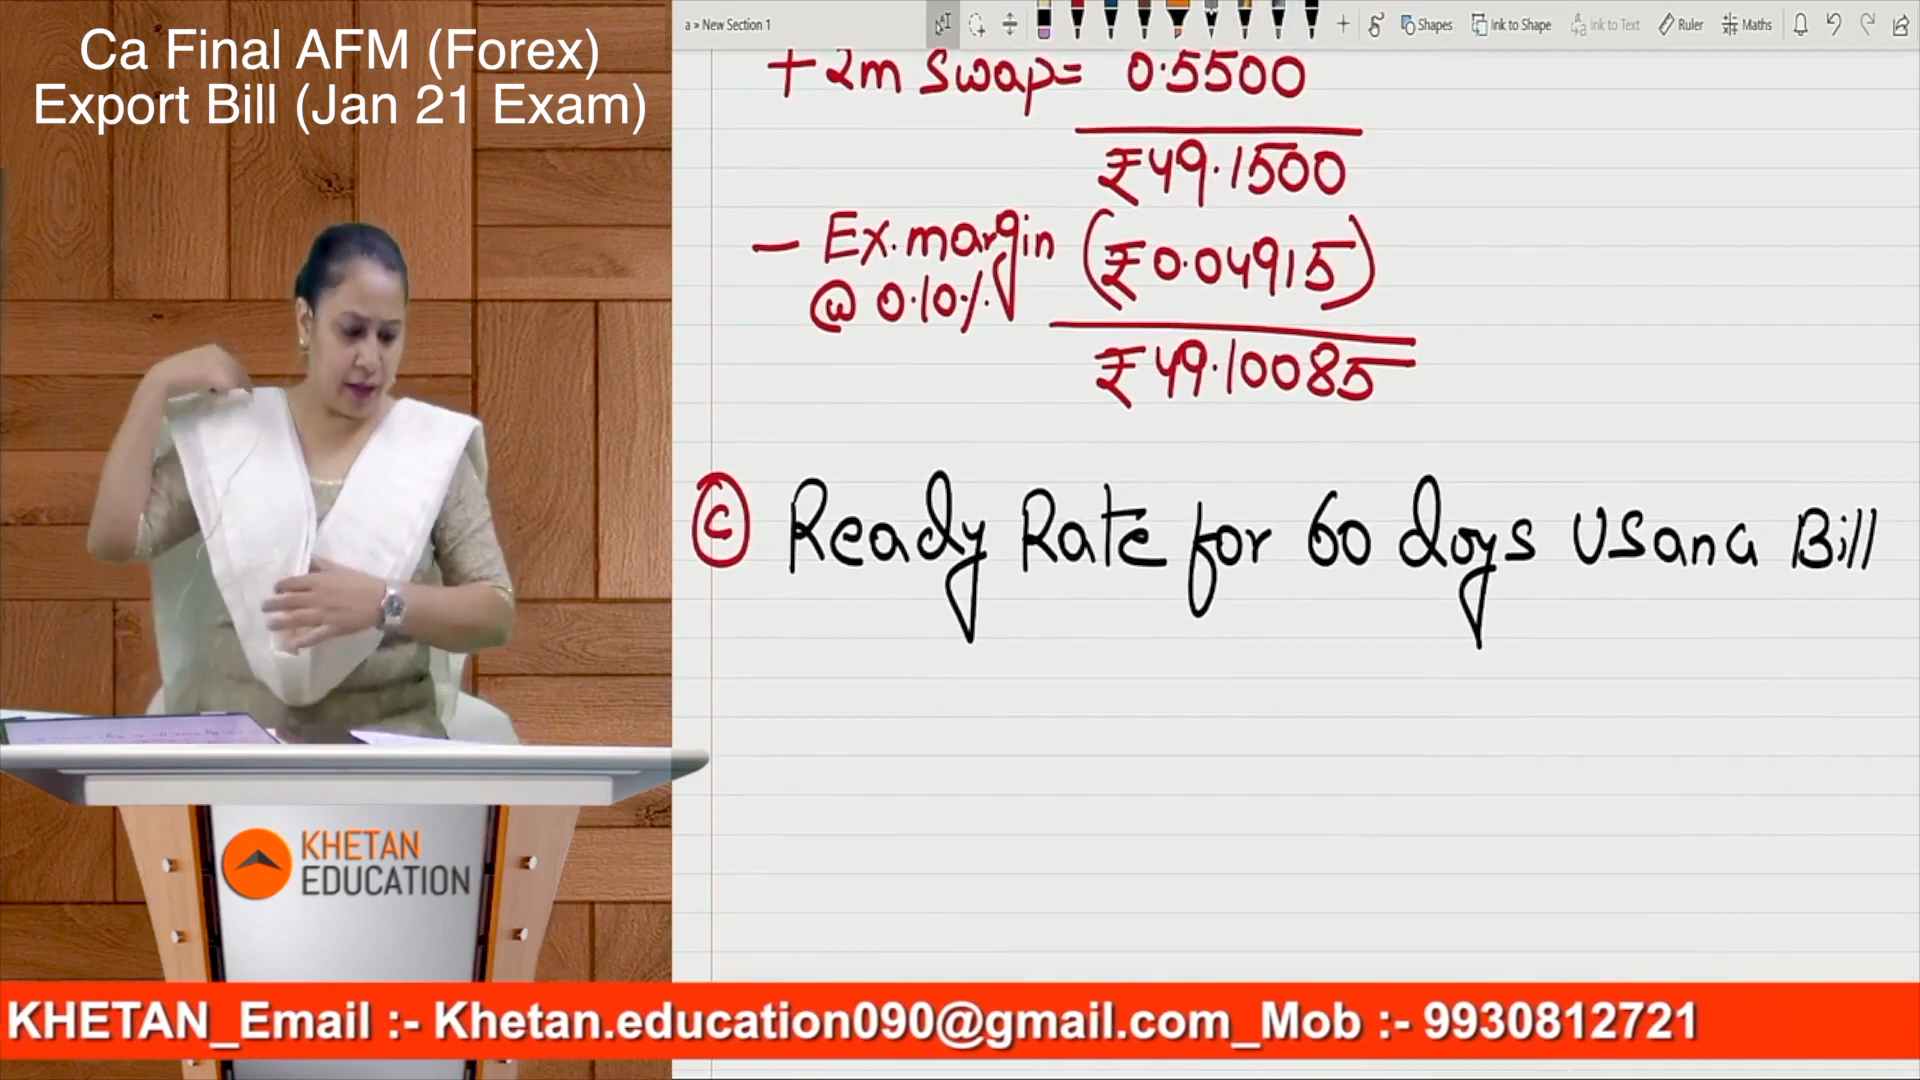 Ca Final AFM (Forex)
Export Bill (Jan 21 Exam)
a » New Section 1
Shapes
Ink to Shape
Ink to Text
Ruler
Maths
+ 2m Swap = 0.5500
₹49.1500
- Ex. margin (₹0.04915)
@ 0.10%
₹49.10085
(C) Ready Rate for 60 days Usana Bill
KHETAN
EDUCATION
KHETAN_Email :- Khetan.education090@gmail.com_Mob :- 9930812721